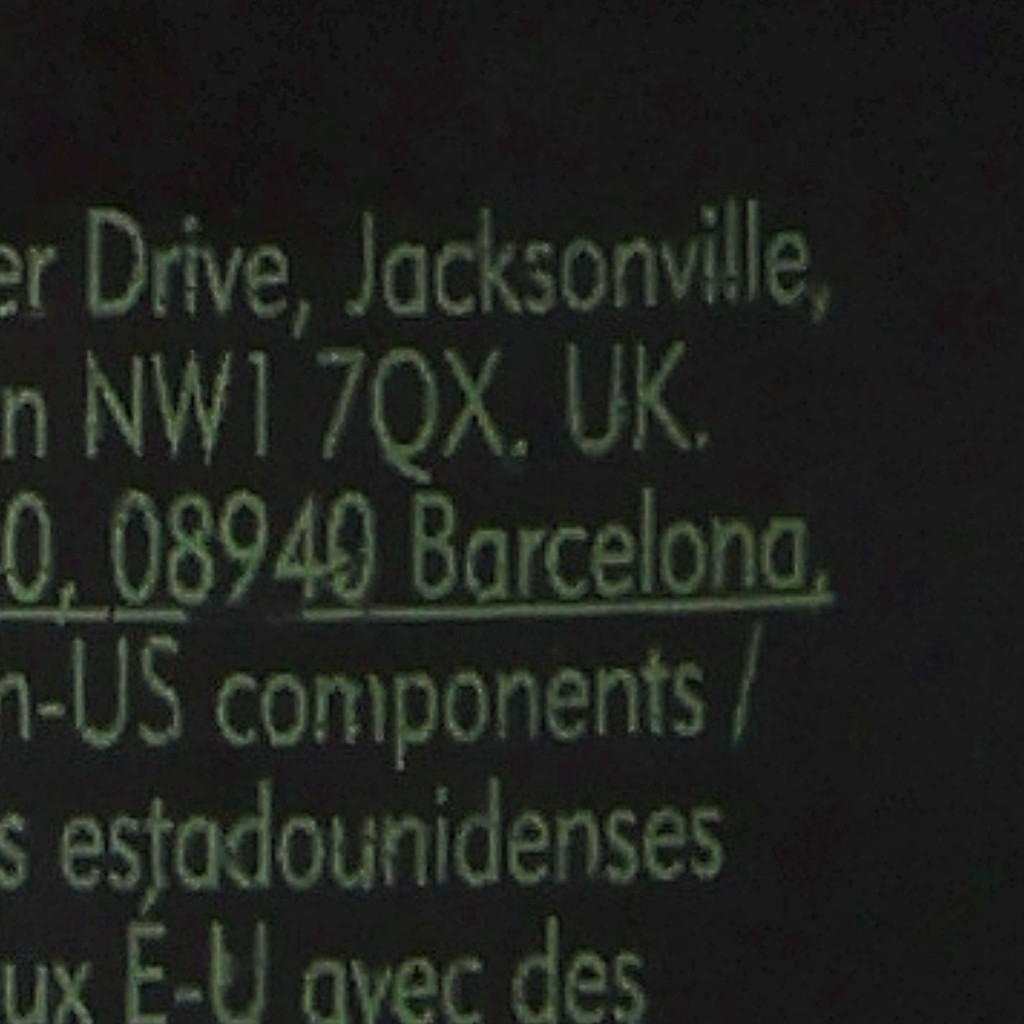 er Drive, Jacksonville,
n NW1 7QX. UK.
0, 08940 Barcelona,
n-US components /
s estadounidenses
ux É-U avec des